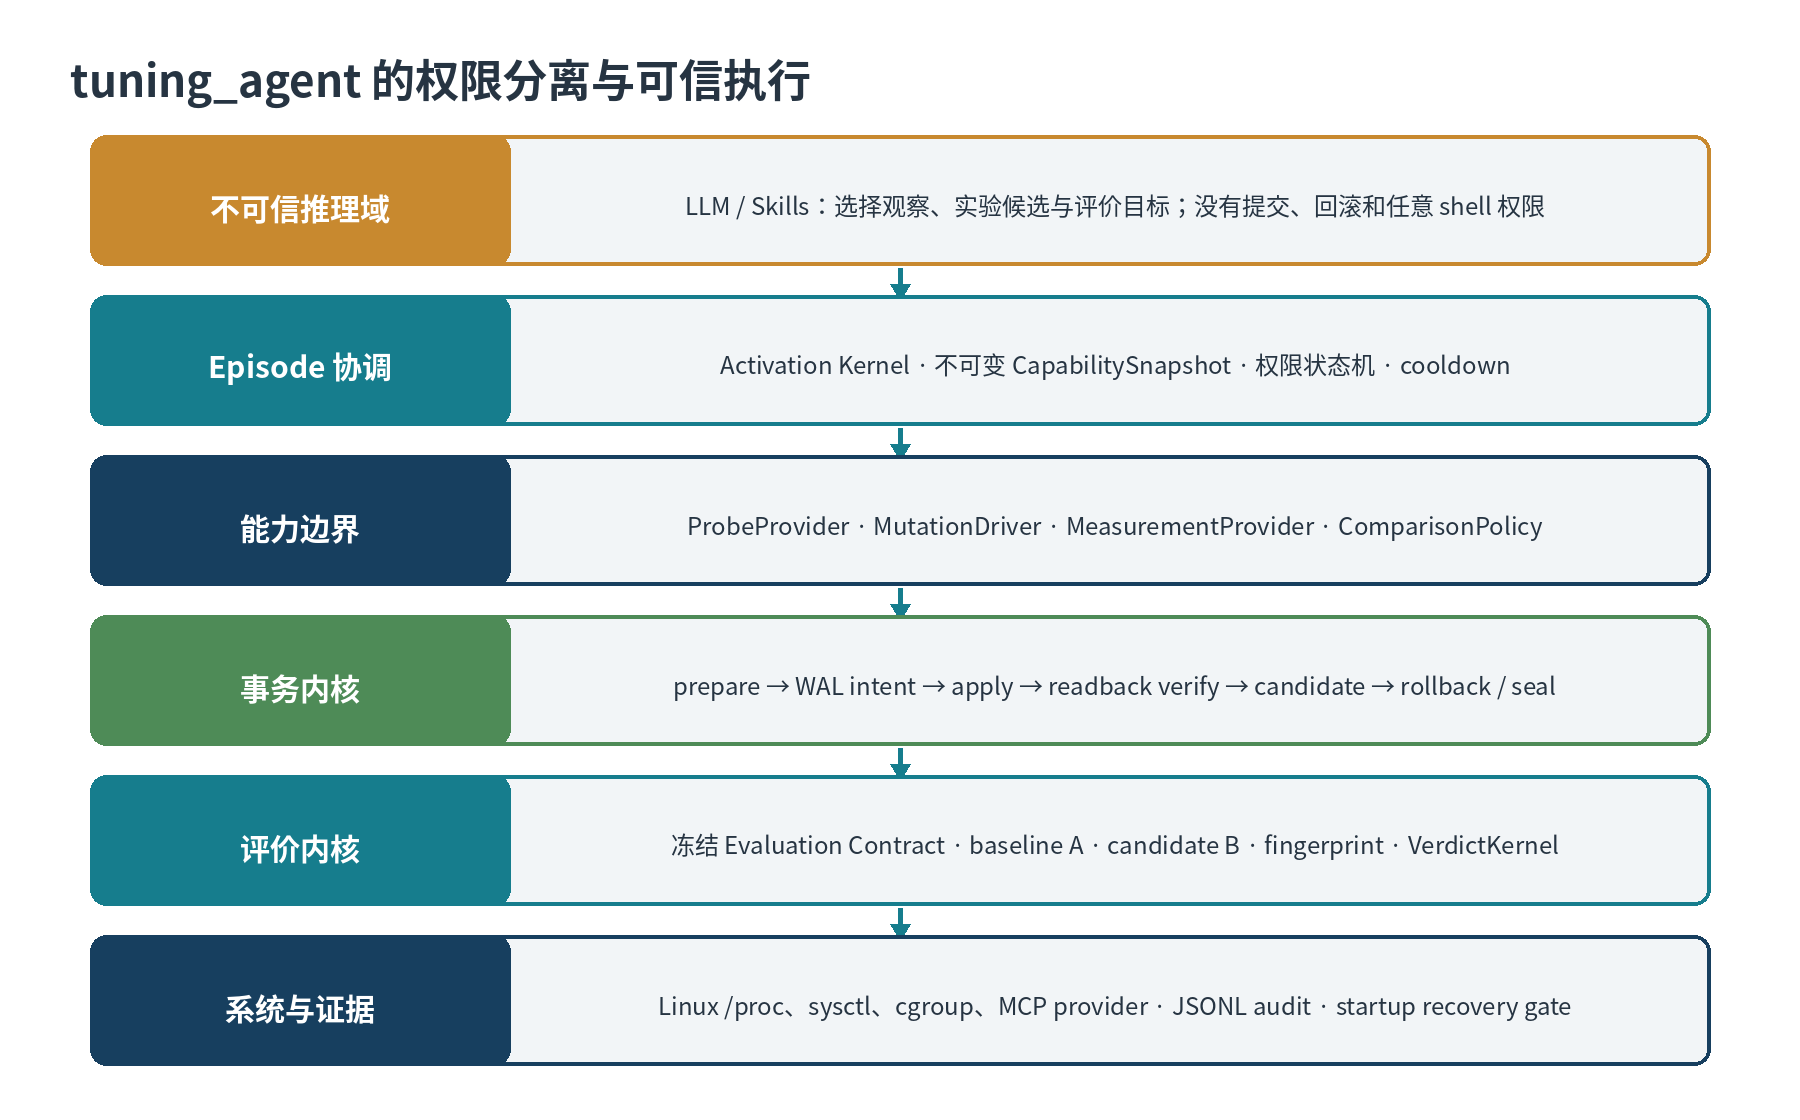 tuning_agent 的权限分离与可信执行
不可信推理域
LLM / Skills：选择观察、实验候选与评价目标；没有提交、回滚和任意 shell 权限
Episode 协调
Activation Kernel · 不可变 CapabilitySnapshot · 权限状态机 · cooldown
能力边界
ProbeProvider · MutationDriver · MeasurementProvider · ComparisonPolicy
事务内核
prepare → WAL intent → apply → readback verify → candidate → rollback / seal
评价内核
冻结 Evaluation Contract · baseline A · candidate B · fingerprint · VerdictKernel
系统与证据
Linux /proc、sysctl、cgroup、MCP provider · JSONL audit · startup recovery gate